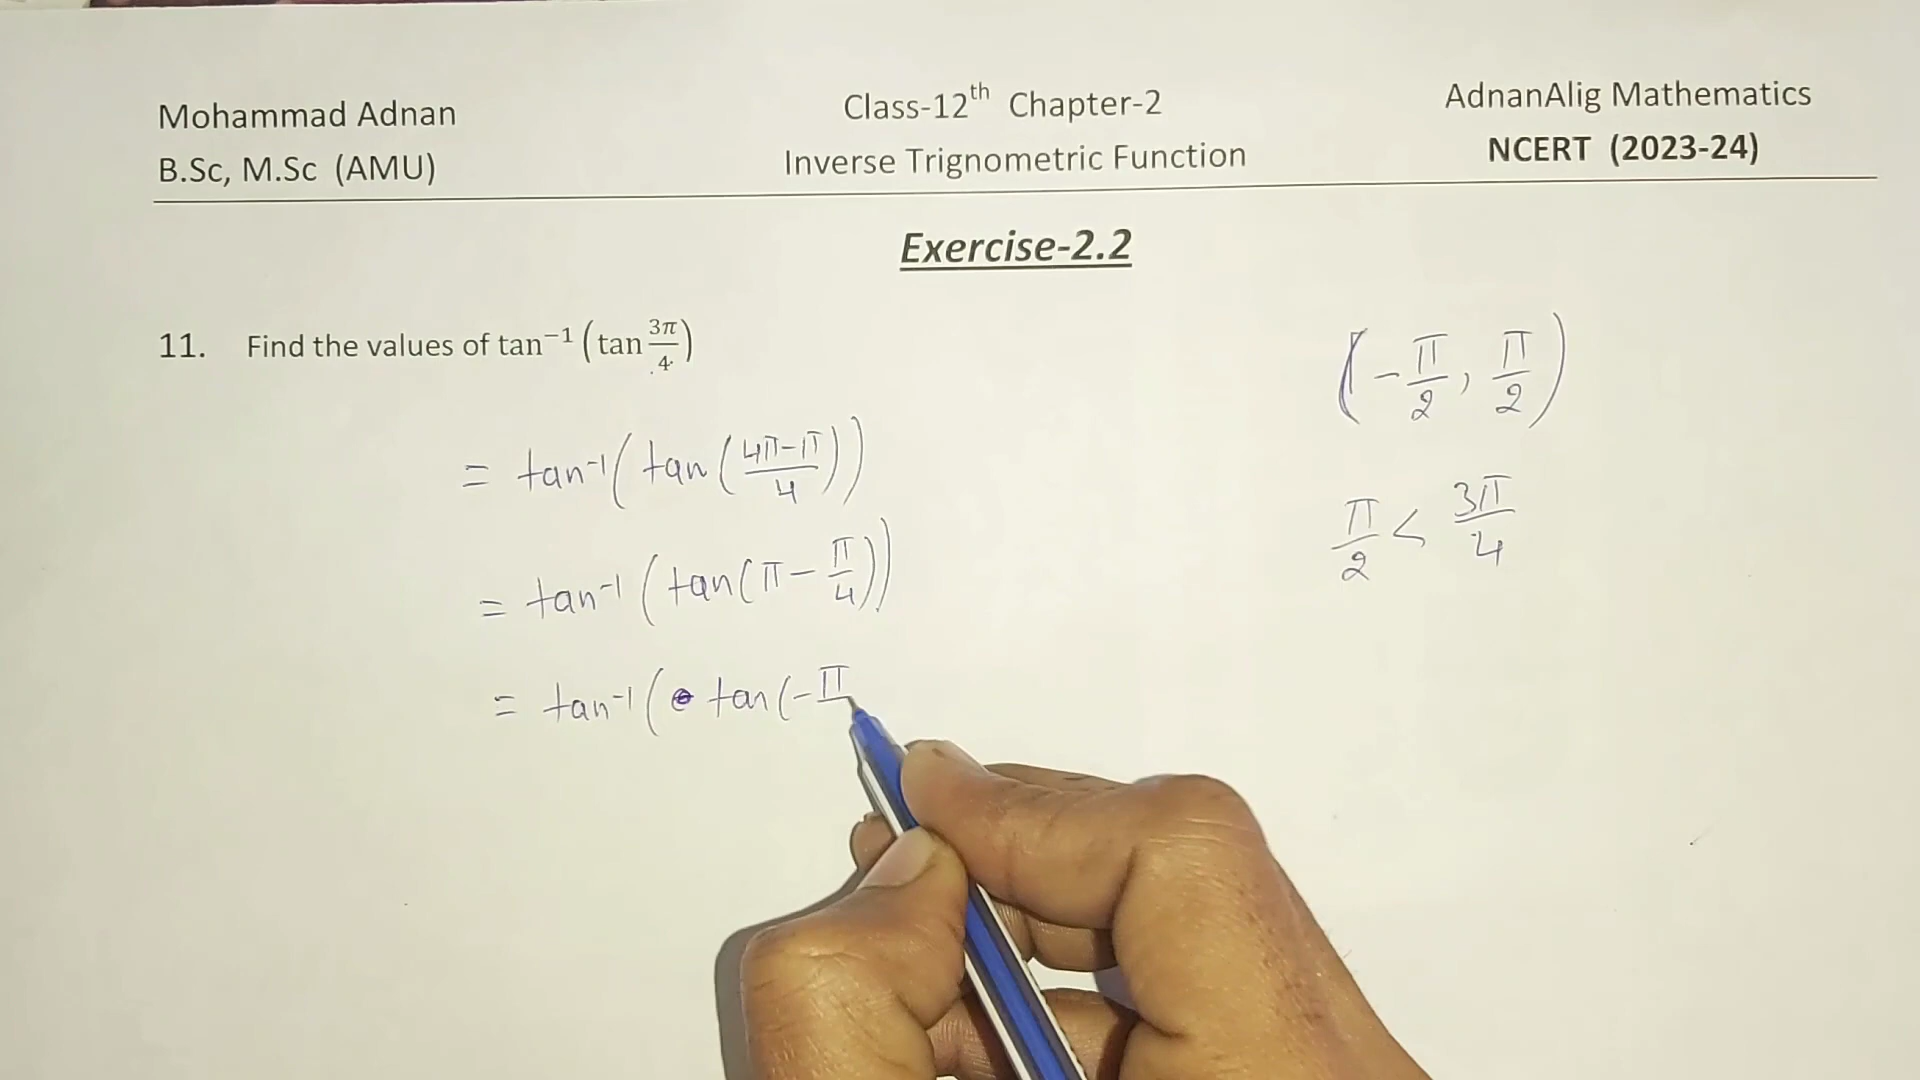 Mohammad Adnan
B.Sc, M.Sc (AMU)
Class-12th Chapter-2
Inverse Trignometric Function
AdnanAlig Mathematics
NCERT (2023-24)
Exercise-2.2
11. Find the values of tan⁻¹(tan 3π/4)
= tan⁻¹(tan(4π-π/4))
= tan⁻¹(tan(π-π/4))
= tan⁻¹( tan(-π
(-π/2, π/2)
π/2 < 3π/4